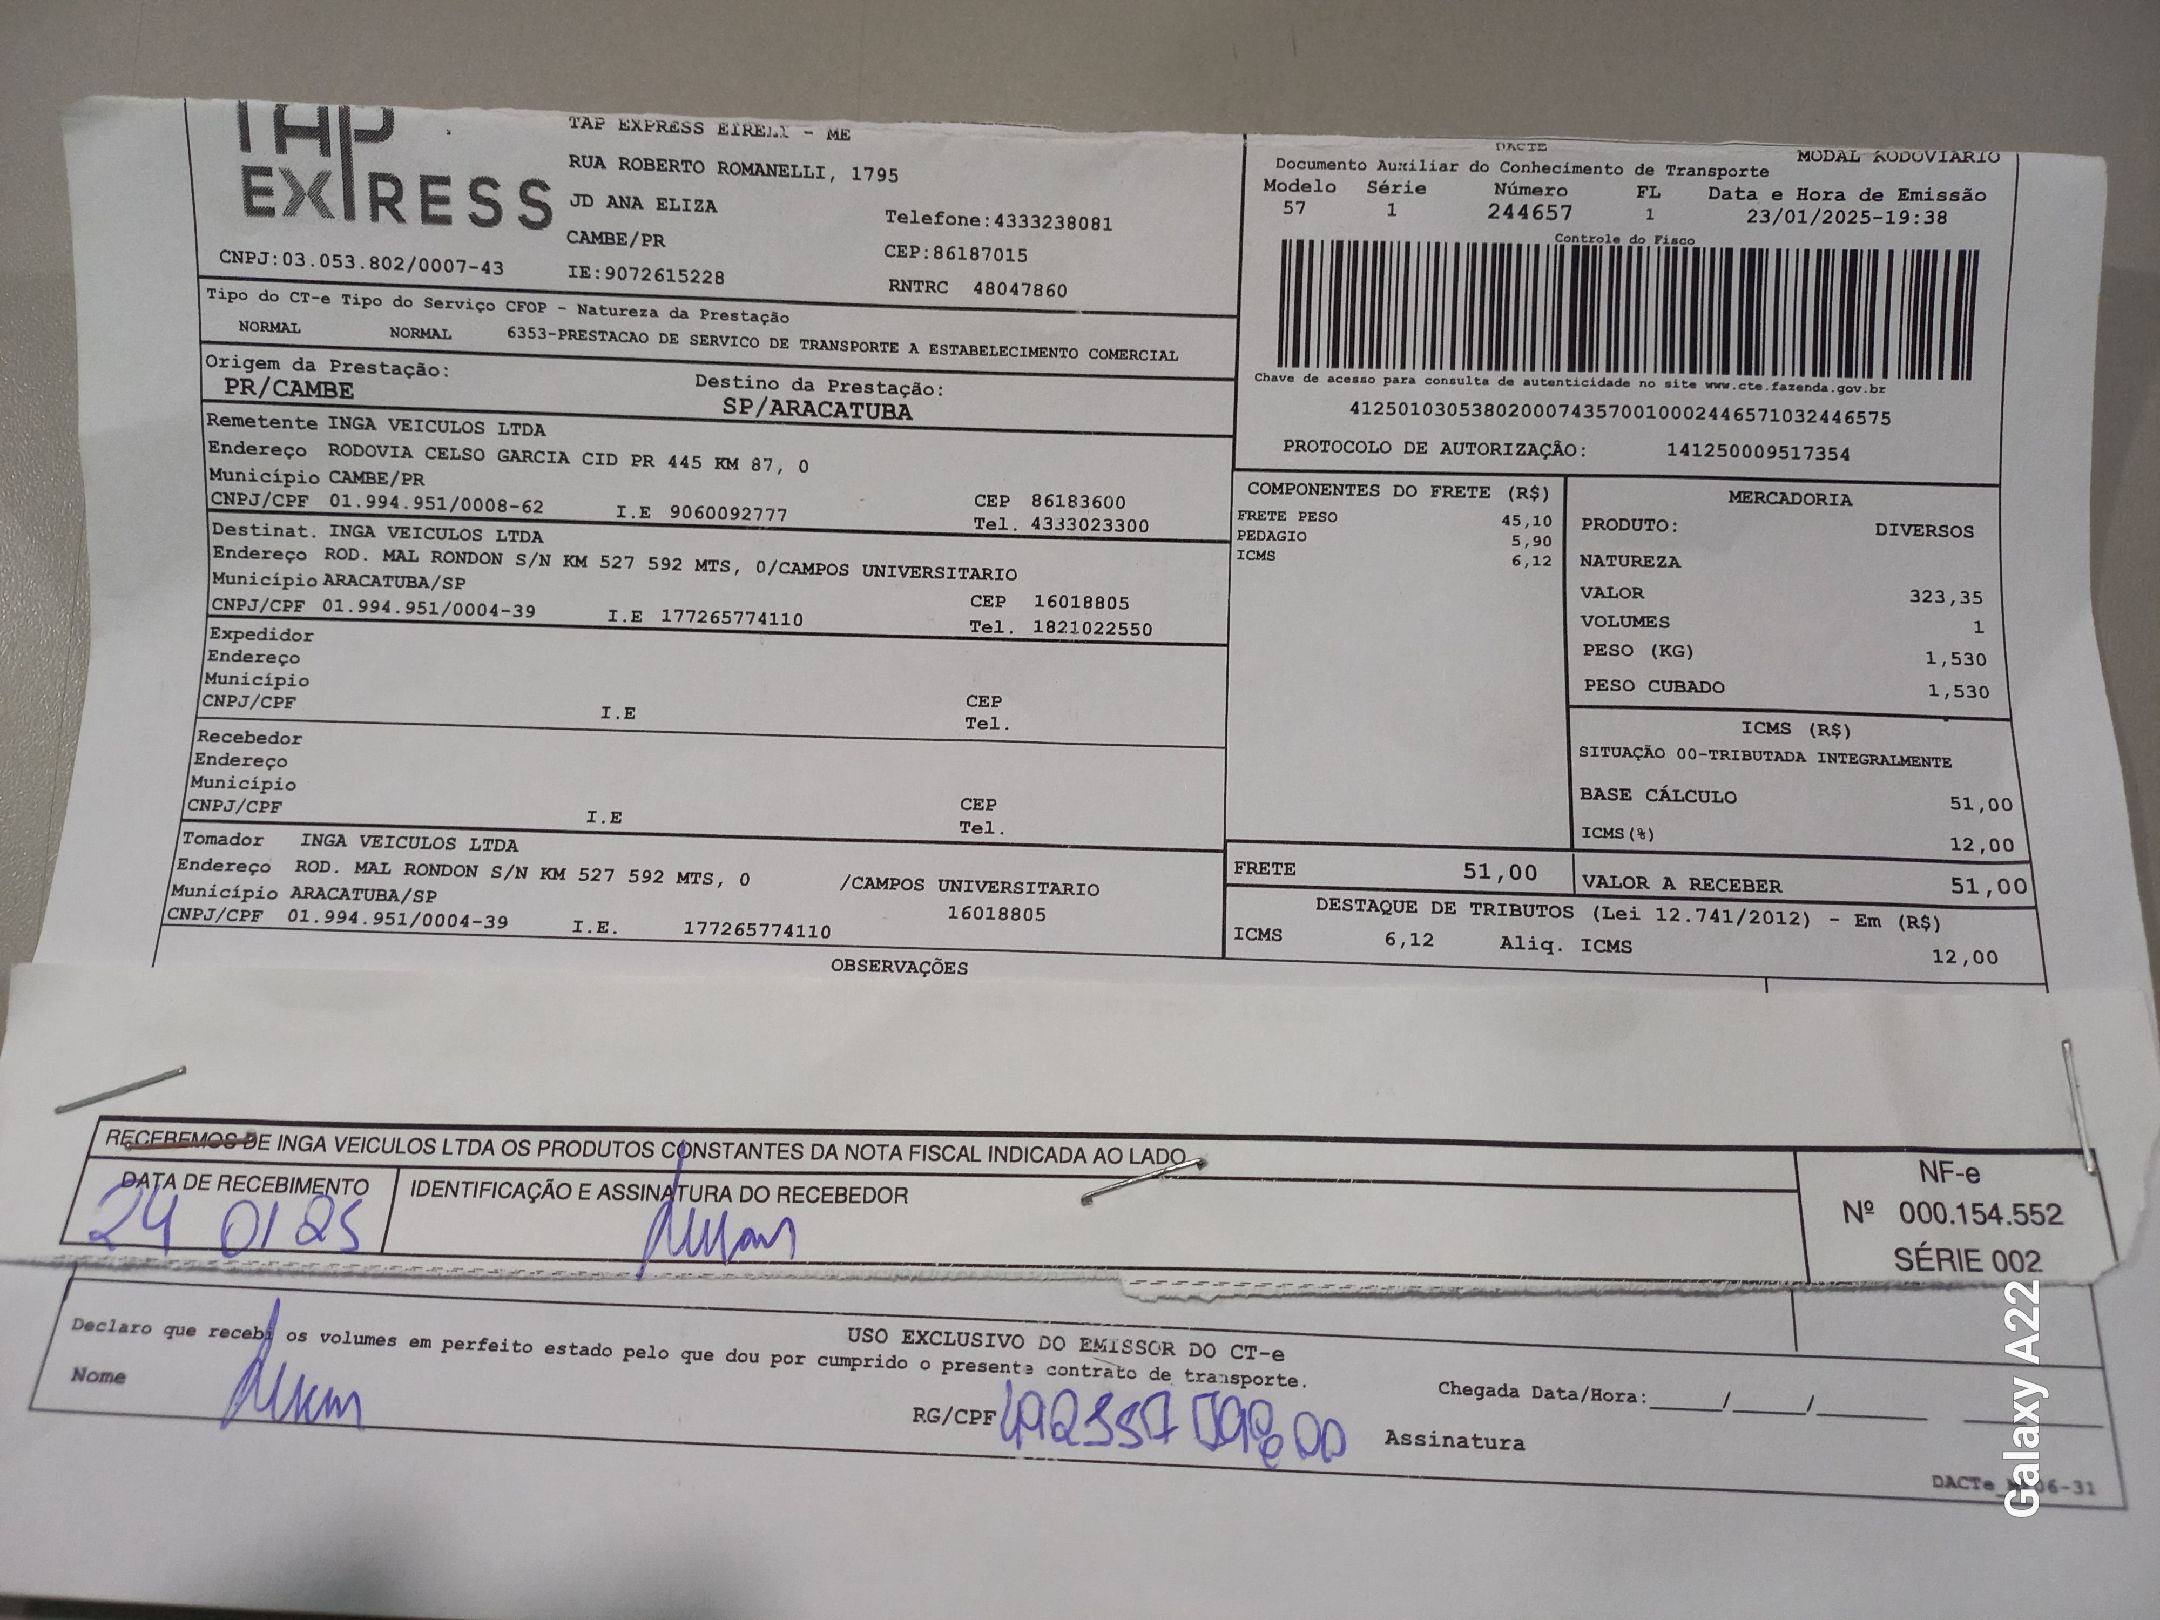 TAP
EXPRESS
TAP EXPRESS EIRELI - ME
RUA ROBERTO ROMANELLI, 1795
JD ANA ELIZA
Telefone:4333238081
CAMBE/PR
CEP:86187015
CNPJ:03.053.802/0007-43
IE:9072615228
RNTRC 48047860
DACTE
MODAL RODOVIARIO
Documento Auxiliar do Conhecimento de Transporte
Modelo Série Número FL Data e Hora de Emissão
57 1 244657 1 23/01/2025-19:38
Controle do Fisco
Chave de acesso para consulta de autenticidade no site www.cte.fazenda.gov.br
41250103053802000743570010002446571032446575
PROTOCOLO DE AUTORIZAÇÃO: 141250009517354
Tipo do CT-e Tipo do Serviço CFOP - Natureza da Prestação
NORMAL NORMAL 6353-PRESTACAO DE SERVICO DE TRANSPORTE A ESTABELECIMENTO COMERCIAL
Origem da Prestação: Destino da Prestação:
PR/CAMBE SP/ARACATUBA
Remetente INGA VEICULOS LTDA
Endereço RODOVIA CELSO GARCIA CID PR 445 KM 87, 0
Município CAMBE/PR CEP 86183600
CNPJ/CPF 01.994.951/0008-62 I.E 9060092777 Tel. 4333023300
Destinat. INGA VEICULOS LTDA
Endereço ROD. MAL RONDON S/N KM 527 592 MTS, 0/CAMPOS UNIVERSITARIO
Município ARACATUBA/SP CEP 16018805
CNPJ/CPF 01.994.951/0004-39 I.E 177265774110 Tel. 1821022550
Expedidor
Endereço
Município CEP
CNPJ/CPF I.E Tel.
Recebedor
Endereço
Município CEP
CNPJ/CPF I.E Tel.
Tomador INGA VEICULOS LTDA
Endereço ROD. MAL RONDON S/N KM 527 592 MTS, 0 /CAMPOS UNIVERSITARIO
Município ARACATUBA/SP 16018805
CNPJ/CPF 01.994.951/0004-39 I.E. 177265774110
COMPONENTES DO FRETE (R$)
FRETE PESO 45,10
PEDAGIO 5,90
ICMS 6,12
MERCADORIA
PRODUTO: DIVERSOS
NATUREZA
VALOR 323,35
VOLUMES 1
PESO (KG) 1,530
PESO CUBADO 1,530
ICMS (R$)
SITUAÇÃO 00-TRIBUTADA INTEGRALMENTE
BASE CÁLCULO 51,00
ICMS(%) 12,00
FRETE 51,00 VALOR A RECEBER 51,00
DESTAQUE DE TRIBUTOS (Lei 12.741/2012) - Em (R$)
ICMS 6,12 Aliq. ICMS 12,00
OBSERVAÇÕES
RECEBEMOS DE INGA VEICULOS LTDA OS PRODUTOS CONSTANTES DA NOTA FISCAL INDICADA AO LADO
DATA DE RECEBIMENTO IDENTIFICAÇÃO E ASSINATURA DO RECEBEDOR
24 01 25
NF-e
Nº 000.154.552
SÉRIE 002
USO EXCLUSIVO DO EMISSOR DO CT-e
Declaro que recebi os volumes em perfeito estado pelo que dou por cumprido o presente contrato de transporte.
Nome RG/CPF Assinatura
Chegada Data/Hora:____/____/______
Galaxy A22